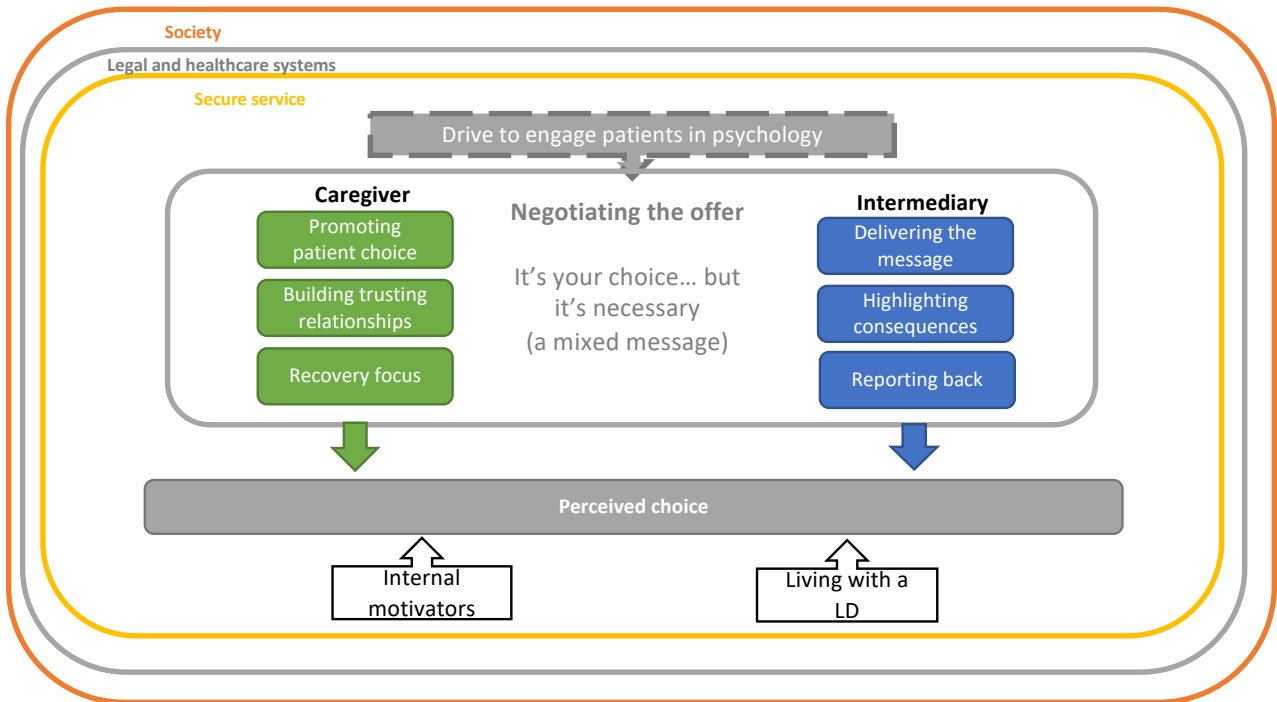 Society
Legal and healthcare systems
Secure service
Drive to engage patients in psychology
Caregiver
Promoting
patient choice
Building trusting
relationships
Recovery focus
Negotiating the offer
It's your choice… but
it's necessary
(a mixed message)
Intermediary
Delivering the
message
Highlighting
consequences
Reporting back
Perceived choice
Internal
motivators
Living with a
LD